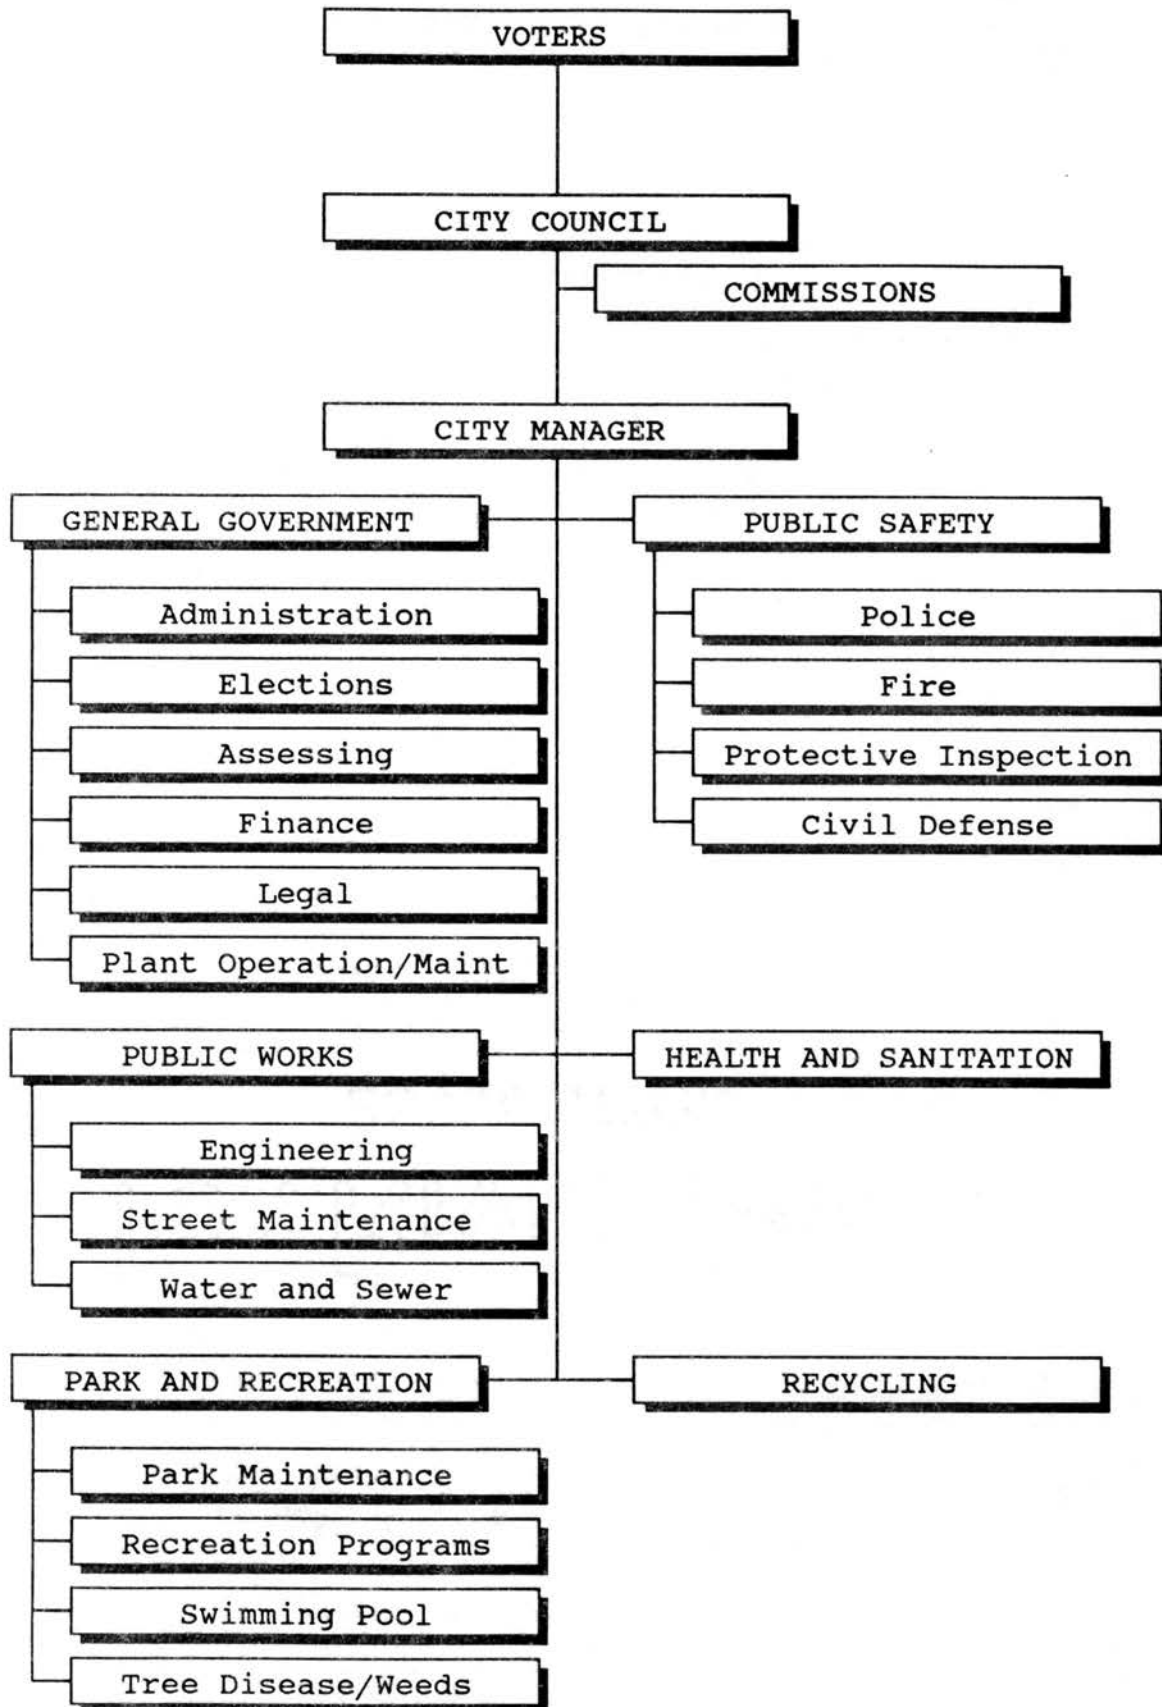 VOTERS
CITY COUNCIL
COMMISSIONS
CITY MANAGER
GENERAL GOVERNMENT
Administration
Elections
Assessing
Finance
Legal
Plant Operation/Maint
PUBLIC SAFETY
Police
Fire
Protective Inspection
Civil Defense
PUBLIC WORKS
Engineering
Street Maintenance
Water and Sewer
HEALTH AND SANITATION
PARK AND RECREATION
Park Maintenance
Recreation Programs
Swimming Pool
Tree Disease/Weeds
RECYCLING